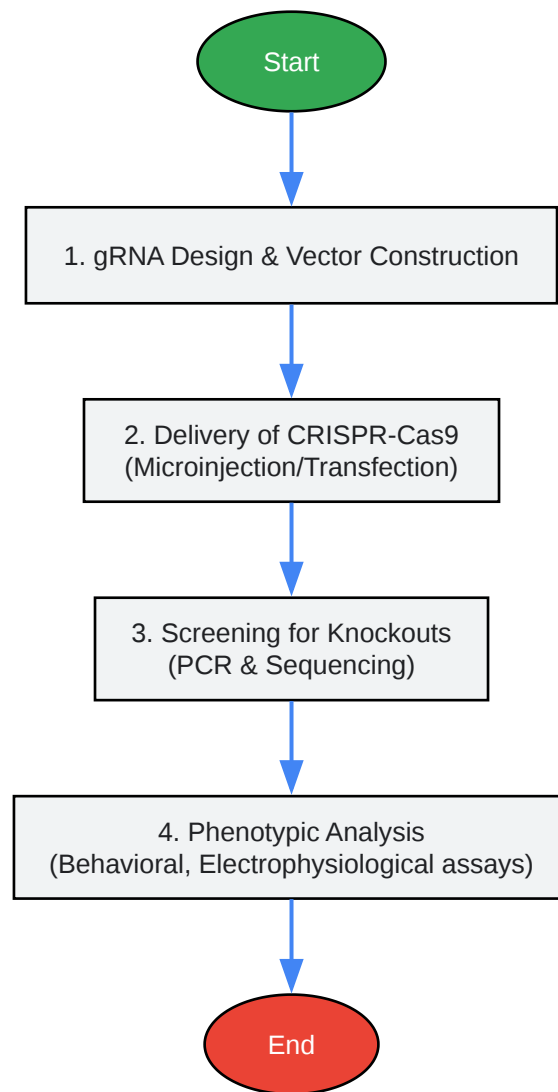 Start
1. gRNA Design & Vector Construction
2. Delivery of CRISPR-Cas9
(Microinjection/Transfection)
3. Screening for Knockouts
(PCR & Sequencing)
4. Phenotypic Analysis
(Behavioral, Electrophysiological assays)
End